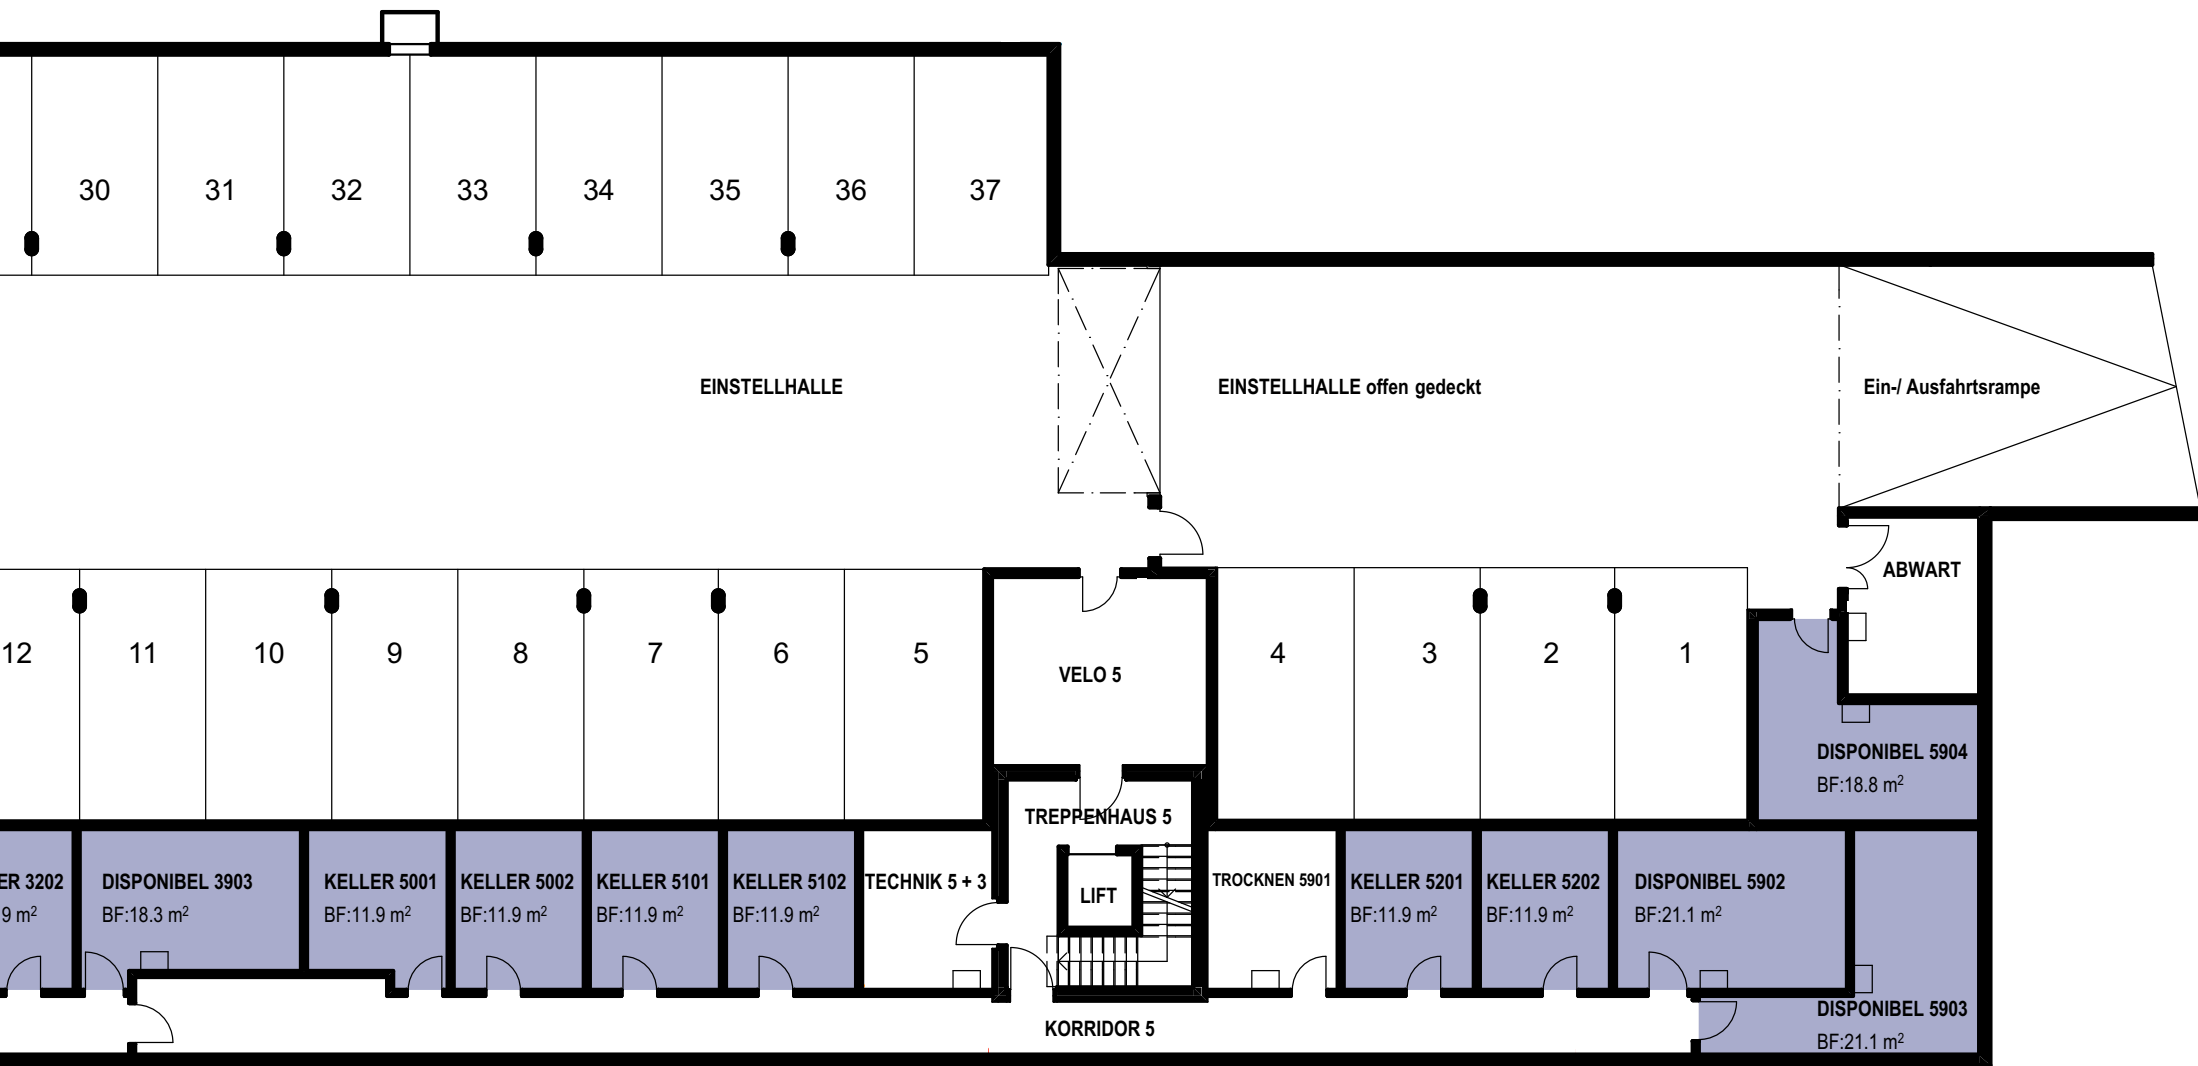 30 31 32 33 34 35 36 37
EINSTELLHALLE
EINSTELLHALLE offen gedeckt
Ein-/ Ausfahrtsrampe
ABWART
12 11 10 9 8 7 6 5
VELO 5
4 3 2 1
DISPONIBEL 5904
BF:18.8 m²
TREPPENHAUS 5
ER 3202
9 m²
DISPONIBEL 3903
BF:18.3 m²
KELLER 5001
BF:11.9 m²
KELLER 5002
BF:11.9 m²
KELLER 5101
BF:11.9 m²
KELLER 5102
BF:11.9 m²
TECHNIK 5 + 3
LIFT
TROCKNEN 5901
KELLER 5201
BF:11.9 m²
KELLER 5202
BF:11.9 m²
DISPONIBEL 5902
BF:21.1 m²
DISPONIBEL 5903
BF:21.1 m²
KORRIDOR 5